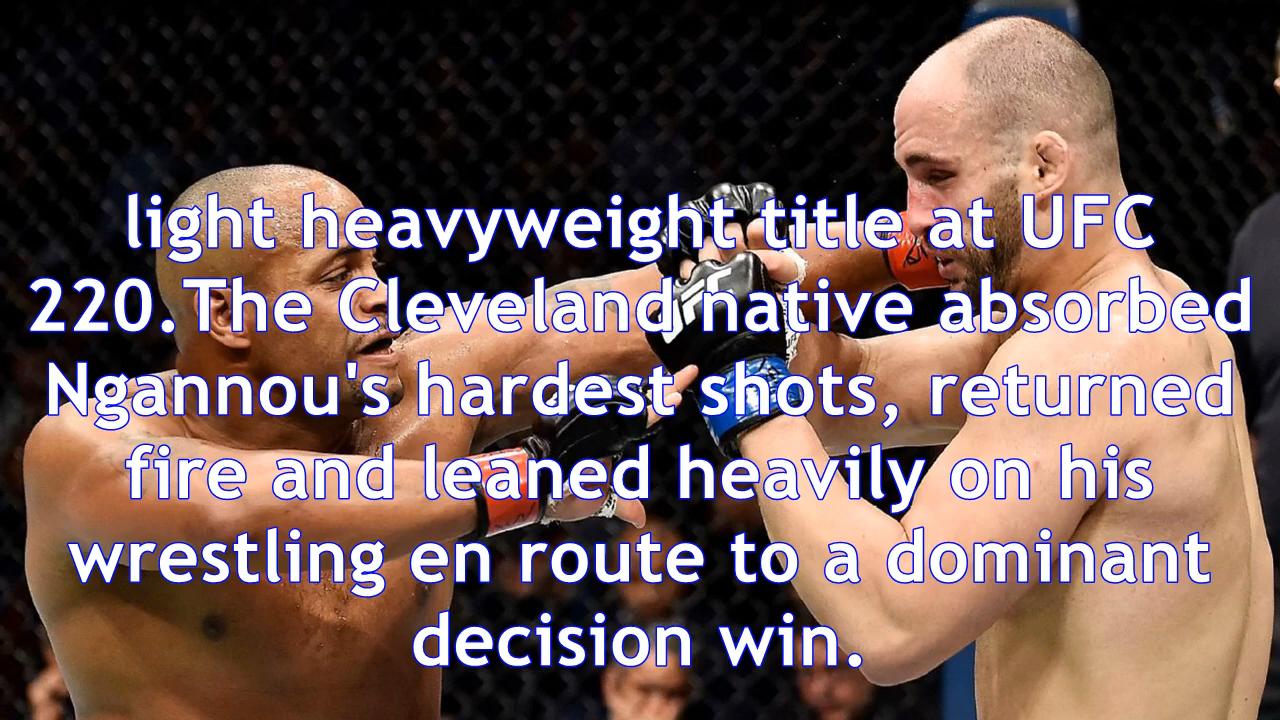 light heavyweight title at UFC
220.The Cleveland native absorbed
Ngannou's hardest shots, returned
fire and leaned heavily on his
wrestling en route to a dominant
decision win.
UFC